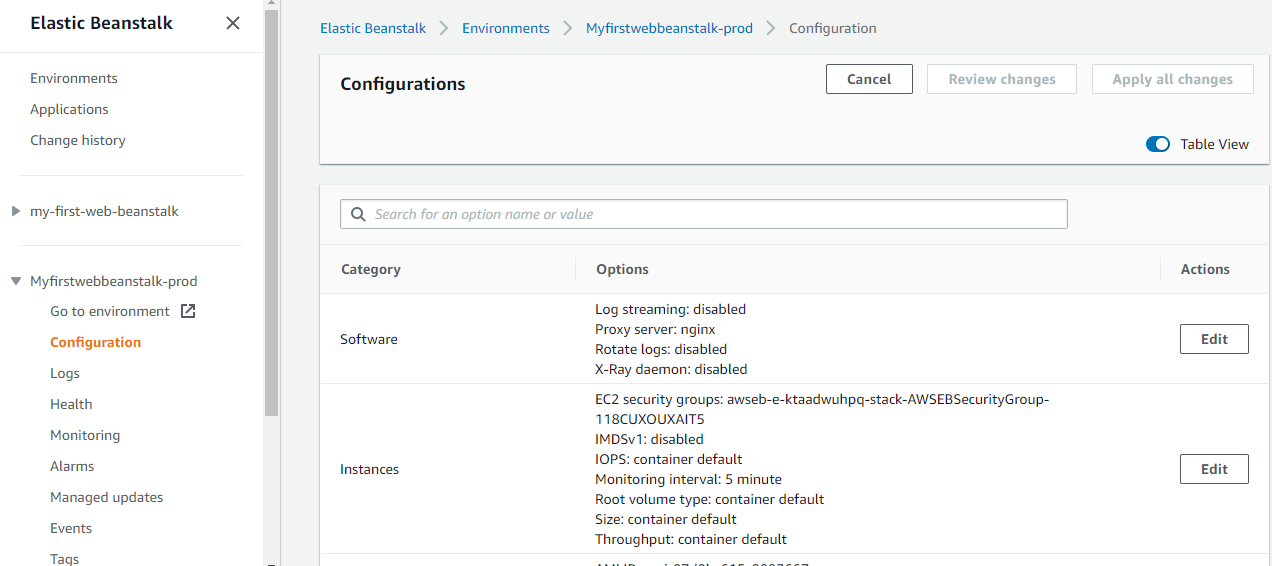 Elastic Beanstalk
Environments
Applications
Change history
my-first-web-beanstalk
Myfirstwebbeanstalk-prod
Go to environment
Configuration
Logs
Health
Monitoring
Alarms
Managed updates
Events
Tags
Elastic Beanstalk > Environments > Myfirstwebbeanstalk-prod > Configuration
Configurations
Cancel
Review changes
Apply all changes
Table View
Search for an option name or value
Category Options Actions
Software
Log streaming: disabled
Proxy server: nginx
Rotate logs: disabled
X-Ray daemon: disabled
Edit
Instances
EC2 security groups: awseb-e-ktaadwuhpq-stack-AWSEBSecurityGroup-
118CUXOUXAIT5
IMDSv1: disabled
IOPS: container default
Monitoring interval: 5 minute
Root volume type: container default
Size: container default
Throughput: container default
Edit